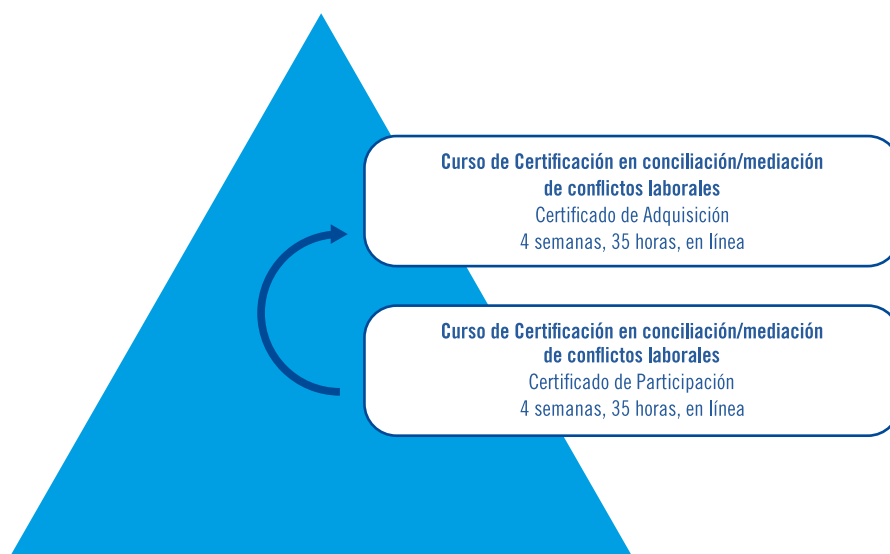 Curso de Certificación en conciliación/mediación
de conflictos laborales
Certificado de Adquisición
4 semanas, 35 horas, en línea
Curso de Certificación en conciliación/mediación
de conflictos laborales
Certificado de Participación
4 semanas, 35 horas, en línea